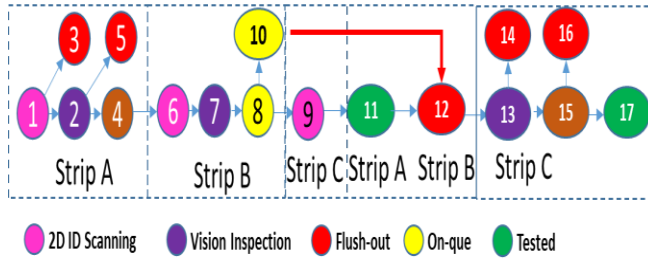 3 5 10 14 16
1 2 4 6 7 8 9 11 12 13 15 17
Strip A Strip B Strip C Strip A Strip B Strip C
2D ID Scanning Vision Inspection Flush-out On-que Tested